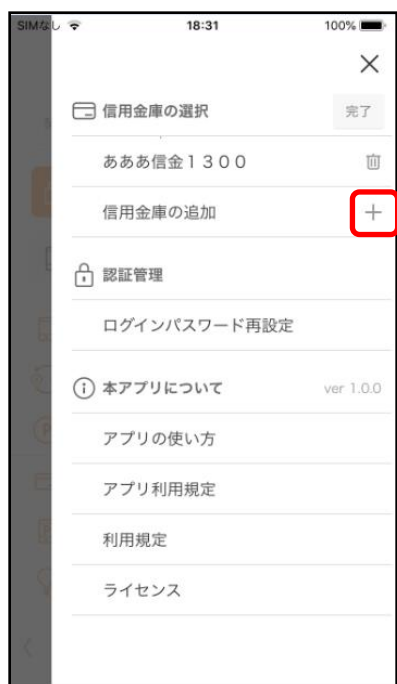 SIMなし 18:31 100%
信用金庫の選択 完了
あああ信金１３００
信用金庫の追加
認証管理
ログインパスワード再設定
本アプリについて ver 1.0.0
アプリの使い方
アプリ利用規定
利用規定
ライセンス